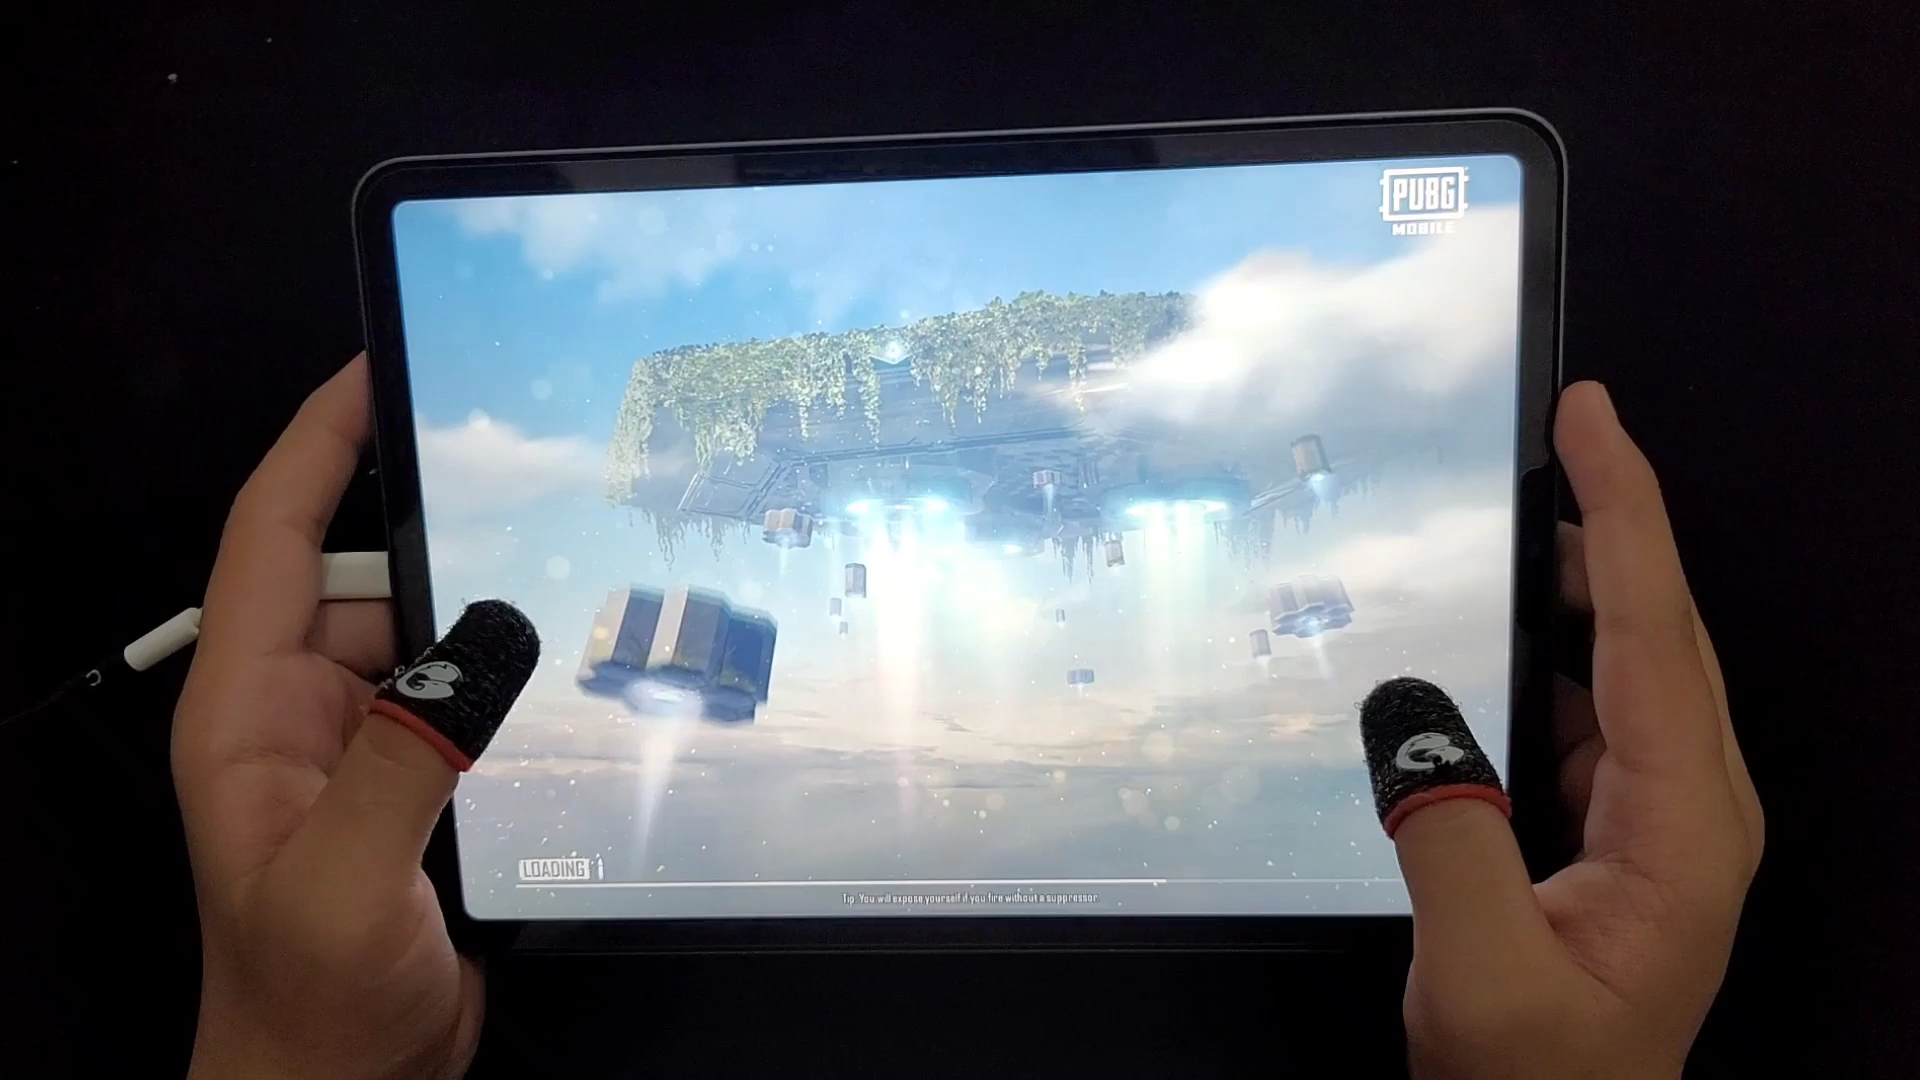 PUBG
MOBILE
LOADING
Tip: You will expose yourself if you fire without a suppressor.